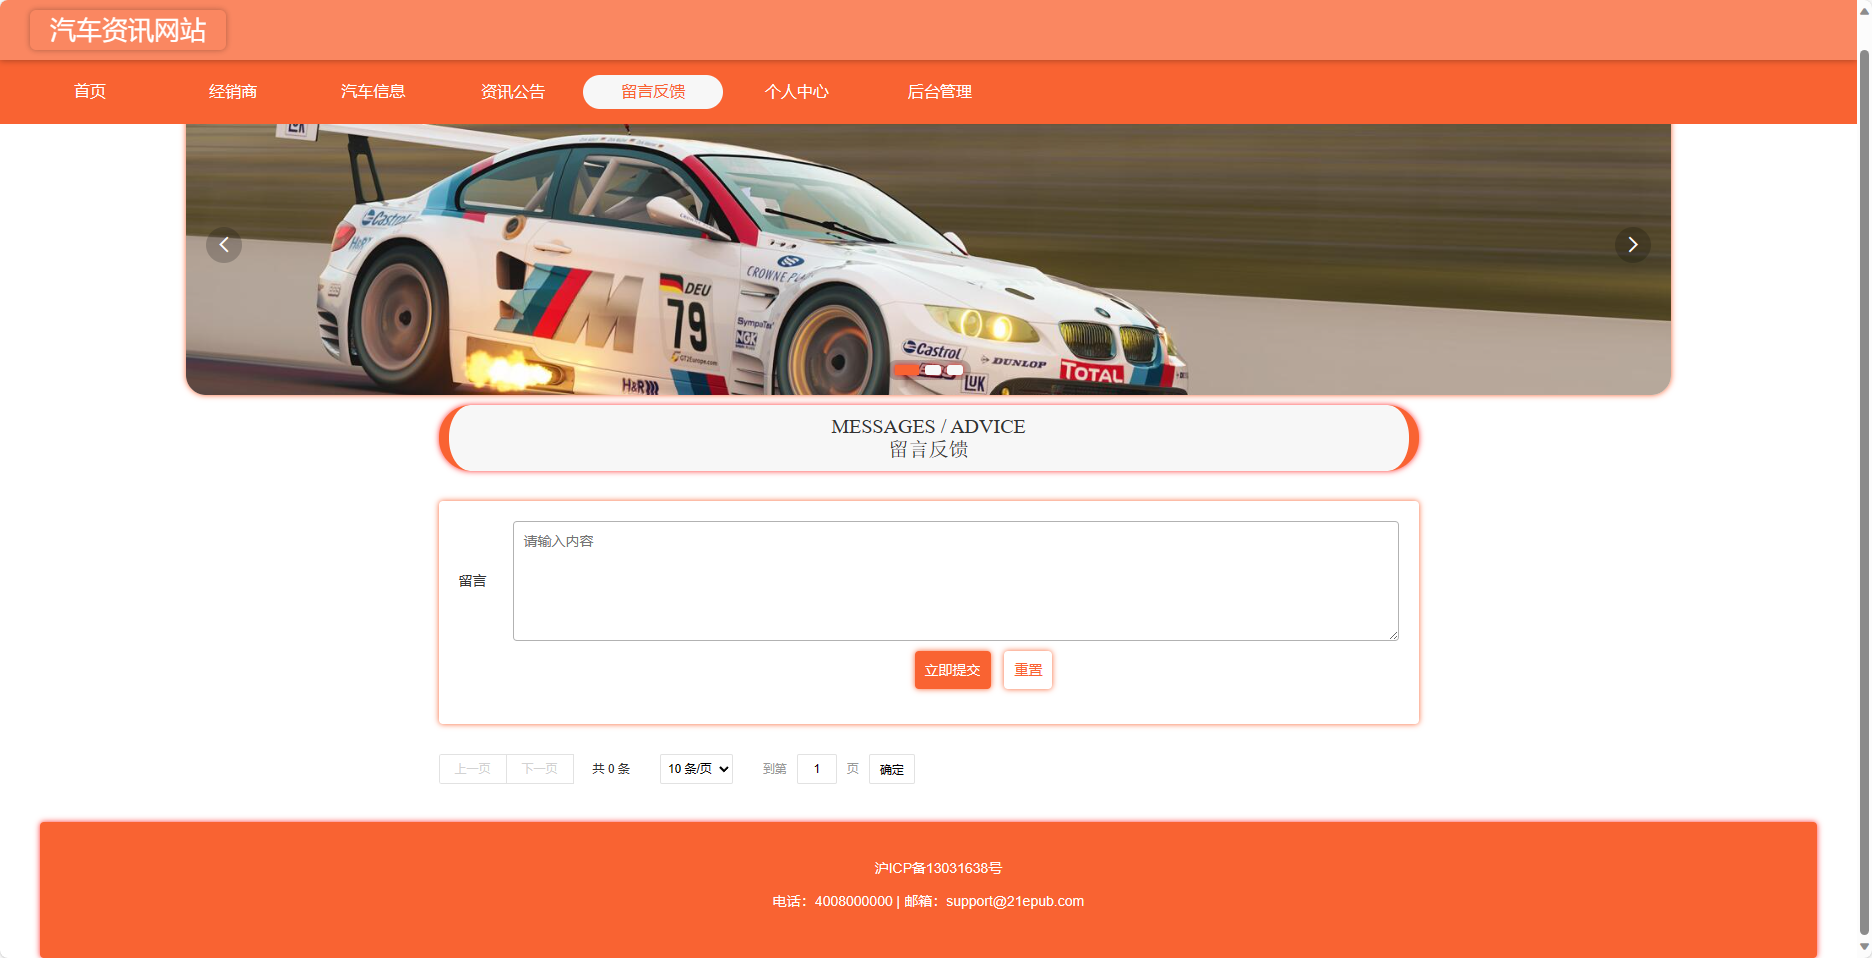 汽车资讯网站
首页 经销商 汽车信息 资讯公告 留言反馈 个人中心 后台管理
LUK
Castrol
H&R
CROWNE PLAZA
DEU
79
SympaTex
NGK
GT2Europe.com
H&R
Castrol
DUNLOP
TOTAL
LUK
MESSAGES / ADVICE
留言反馈
留言
请输入内容
立即提交 重置
上一页 下一页 共 0 条 10 条/页 到第 1 页 确定
沪ICP备13031638号
电话：4008000000 | 邮箱：support@21epub.com